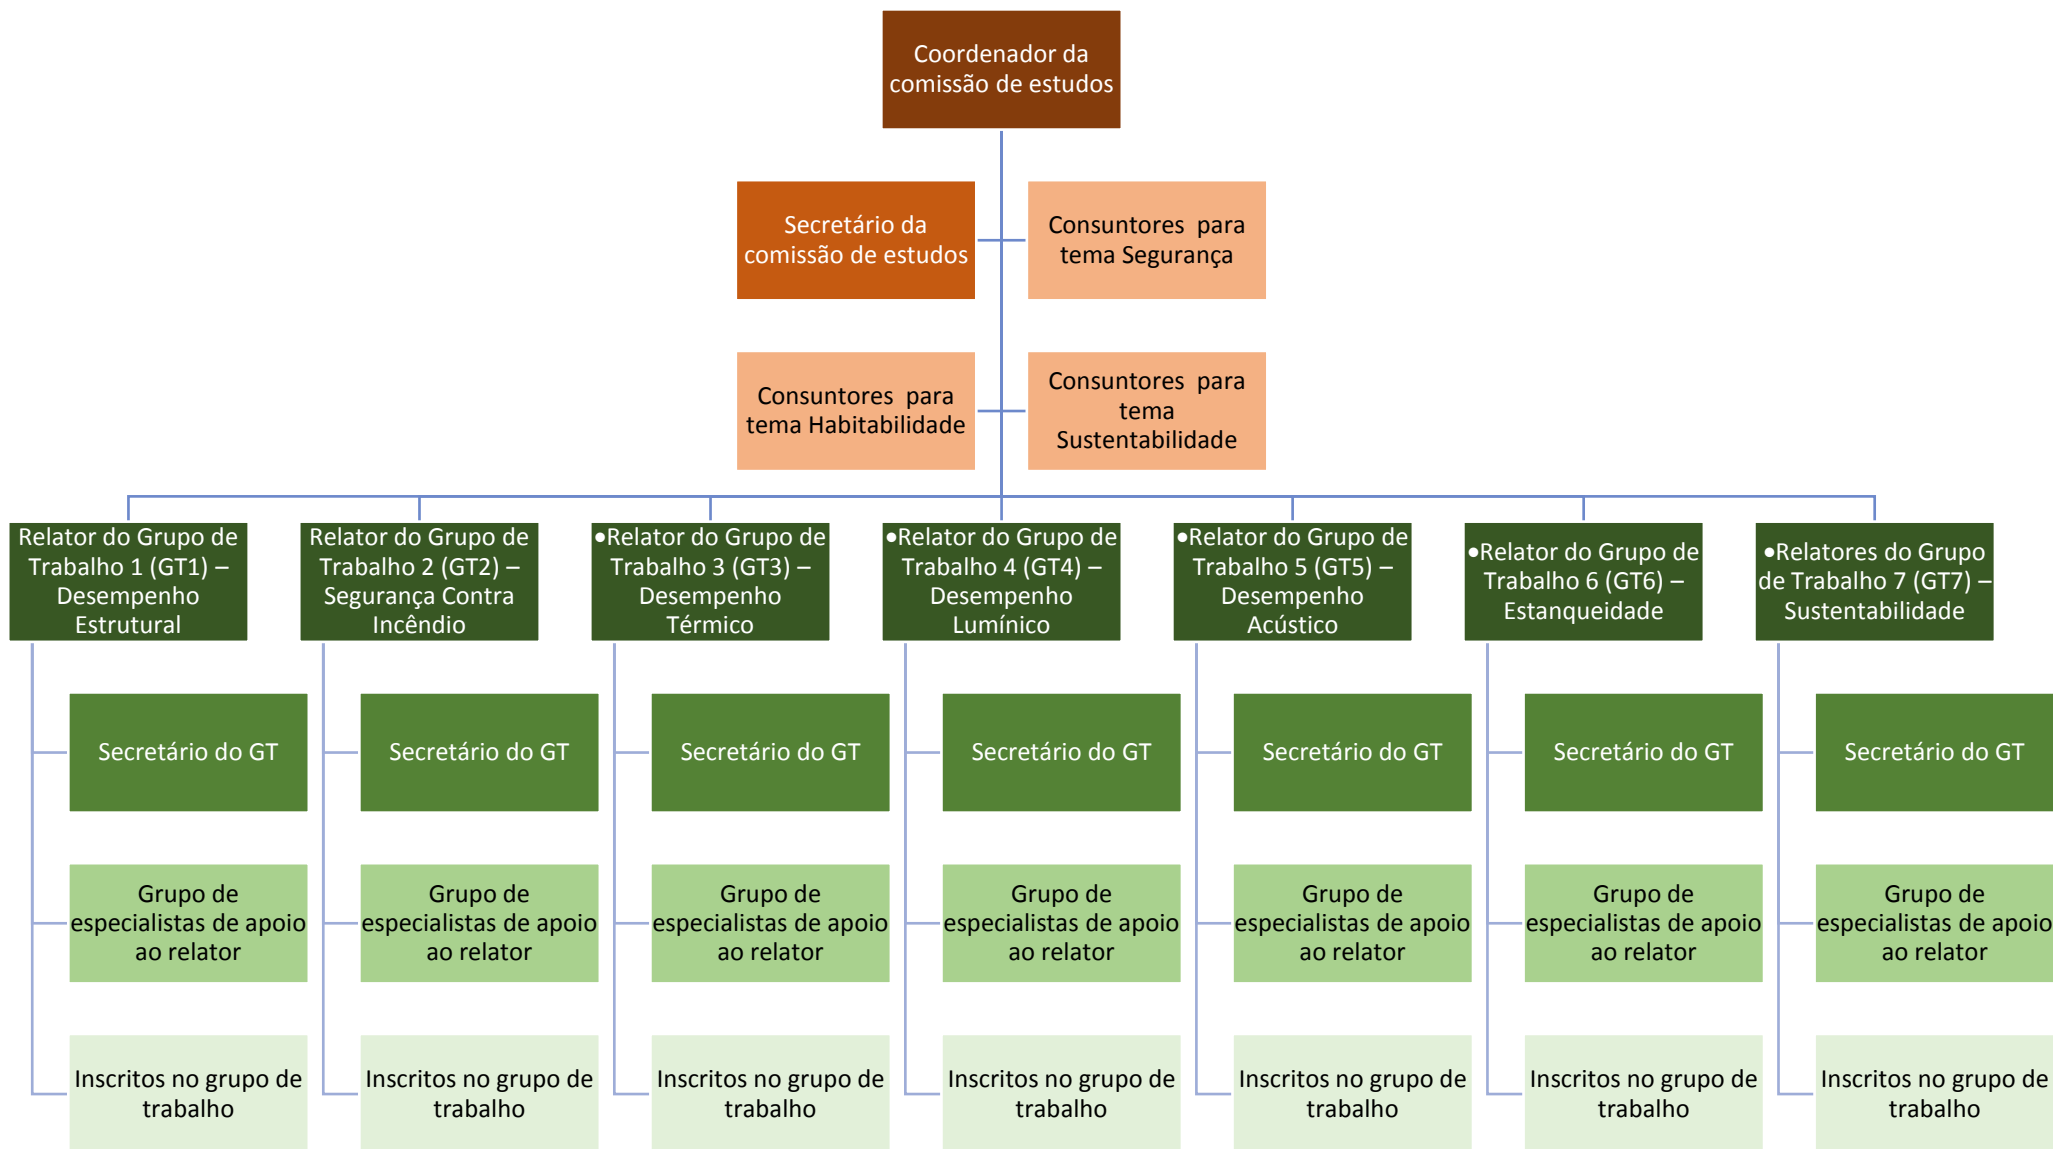 Coordenador da
comissão de estudos
Secretário da
comissão de estudos
Consuntores  para
tema Segurança
Consuntores  para
tema Habitabilidade
Consuntores  para
tema
Sustentabilidade
Relator do Grupo de
Trabalho 1 (GT1) –
Desempenho
Estrutural
Relator do Grupo de
Trabalho 2 (GT2) –
Segurança Contra
Incêndio
•Relator do Grupo de
Trabalho 3 (GT3) –
Desempenho
Térmico
•Relator do Grupo de
Trabalho 4 (GT4) –
Desempenho
Lumínico
•Relator do Grupo de
Trabalho 5 (GT5) –
Desempenho
Acústico
•Relator do Grupo de
Trabalho 6 (GT6) –
Estanqueidade
•Relatores do Grupo
de Trabalho 7 (GT7) –
Sustentabilidade
Secretário do GT
Secretário do GT
Secretário do GT
Secretário do GT
Secretário do GT
Secretário do GT
Secretário do GT
Grupo de
especialistas de apoio
ao relator
Grupo de
especialistas de apoio
ao relator
Grupo de
especialistas de apoio
ao relator
Grupo de
especialistas de apoio
ao relator
Grupo de
especialistas de apoio
ao relator
Grupo de
especialistas de apoio
ao relator
Grupo de
especialistas de apoio
ao relator
Inscritos no grupo de
trabalho
Inscritos no grupo de
trabalho
Inscritos no grupo de
trabalho
Inscritos no grupo de
trabalho
Inscritos no grupo de
trabalho
Inscritos no grupo de
trabalho
Inscritos no grupo de
trabalho